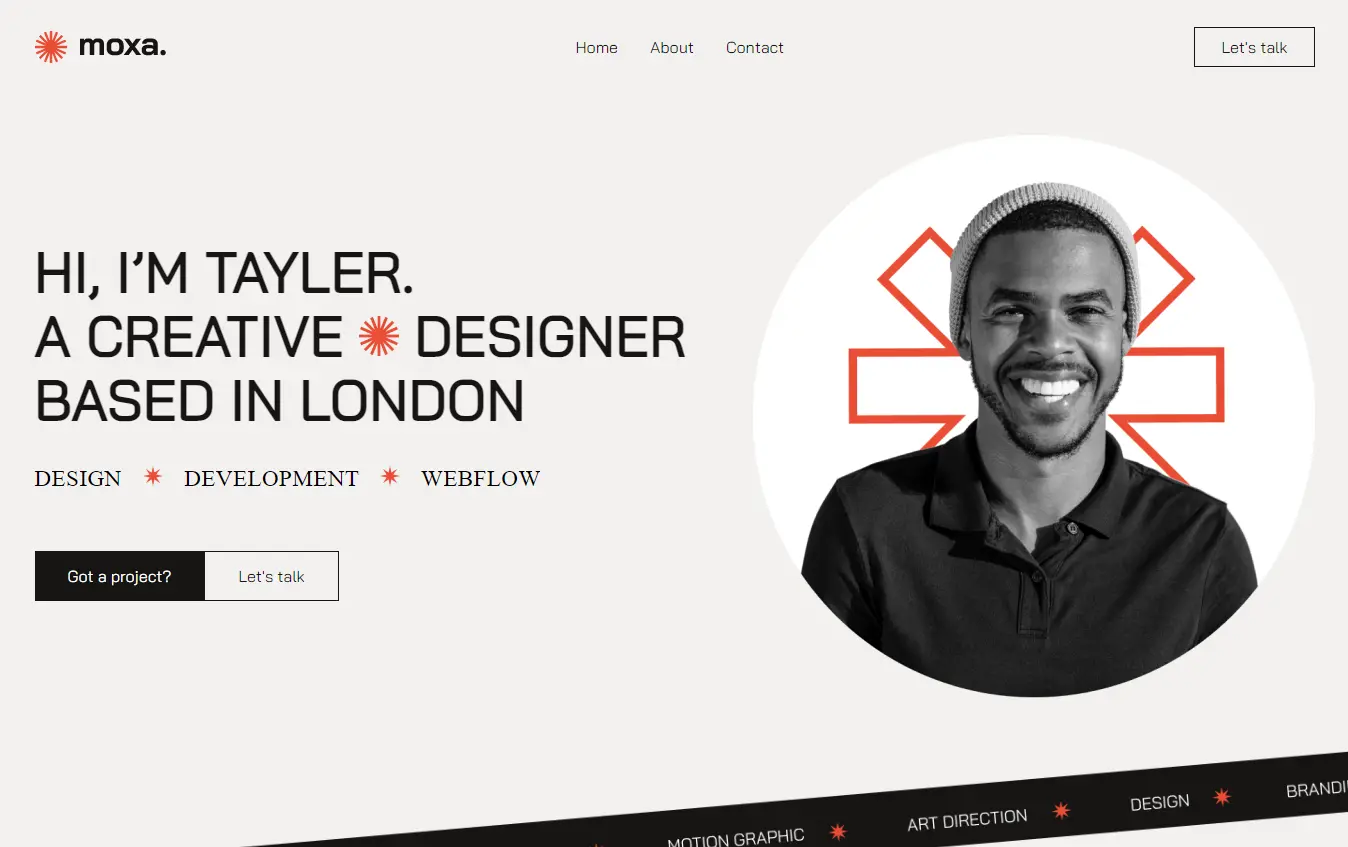 moxa.
Home About Contact
Let's talk
HI, I’M TAYLER.
A CREATIVE DESIGNER
BASED IN LONDON
DESIGN DEVELOPMENT WEBFLOW
Got a project? Let's talk
MOTION GRAPHIC ART DIRECTION DESIGN BRANDI